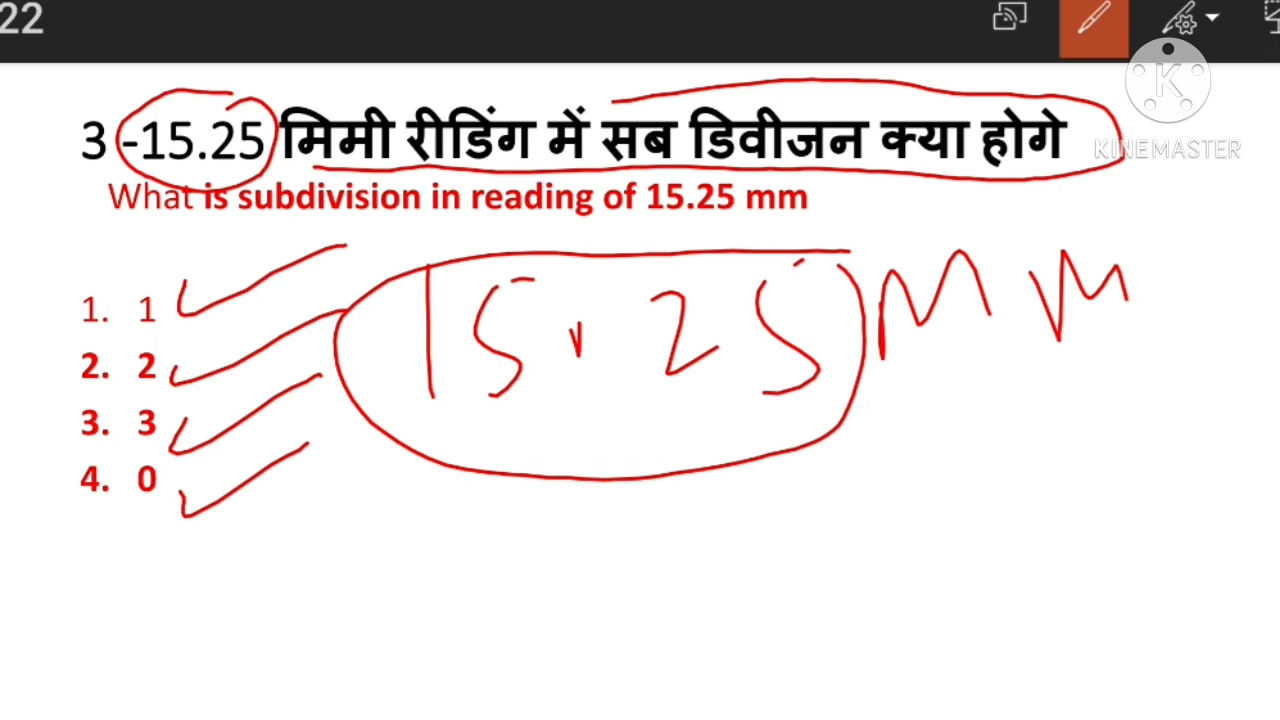 22
KINEMASTER
3 -15.25 मिमी रीडिंग में सब डिवीजन क्या होगे
What is subdivision in reading of 15.25 mm
1. 1
2. 2
3. 3
4. 0
15.25 MM